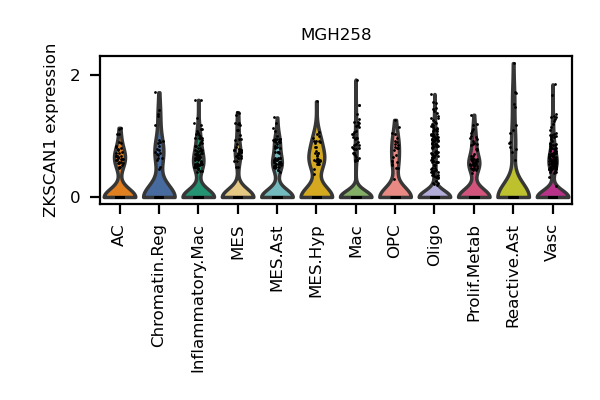 MGH258
ZKSCAN1 expression
2
0
AC
Chromatin.Reg
Inflammatory.Mac
MES
MES.Ast
MES.Hyp
Mac
OPC
Oligo
Prolif.Metab
Reactive.Ast
Vasc